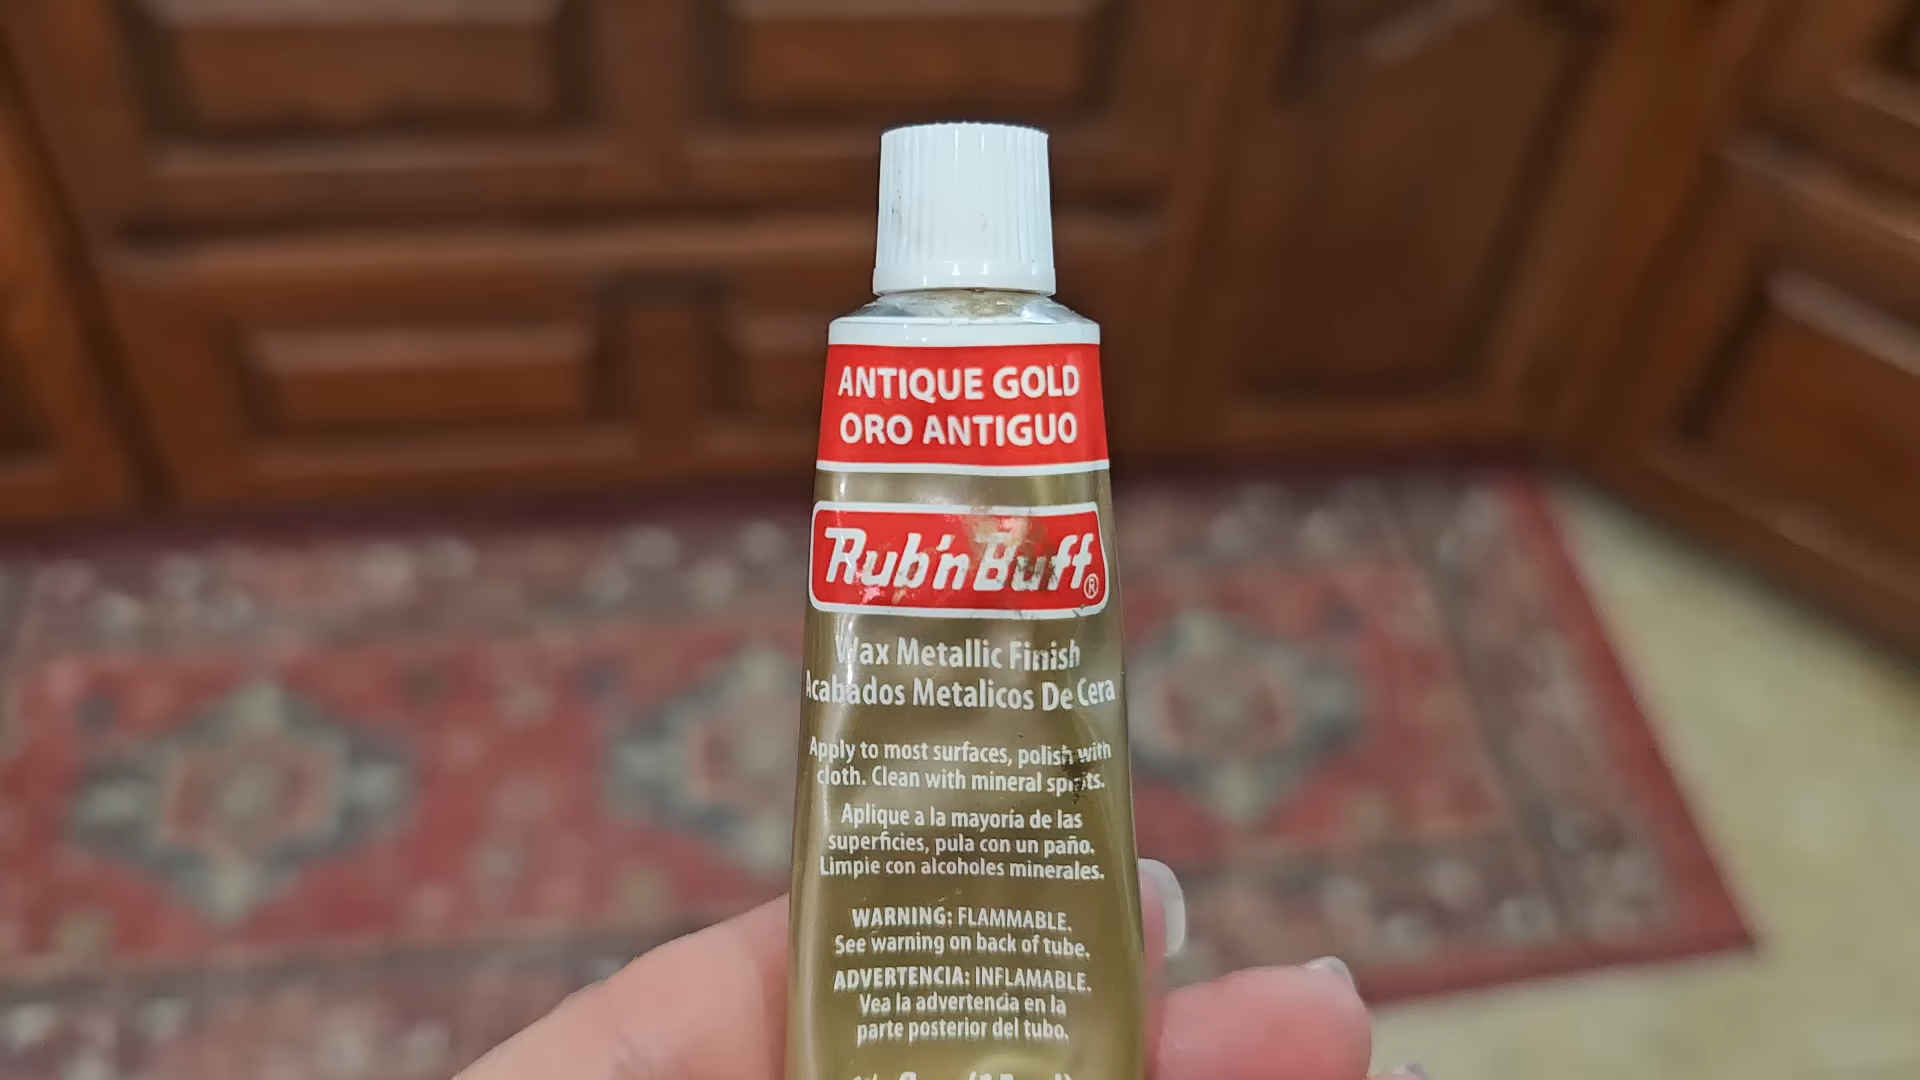 ANTIQUE GOLD
ORO ANTIGUO
Rub'n Buff®
Wax Metallic Finish
Acabados Metalicos De Cera
Apply to most surfaces, polish with
cloth. Clean with mineral spirits.
Aplique a la mayoría de las
superficies, pula con un paño.
Limpie con alcoholes minerales.
WARNING: FLAMMABLE.
See warning on back of tube.
ADVERTENCIA: INFLAMABLE.
Vea la advertencia en la
parte posterior del tubo.